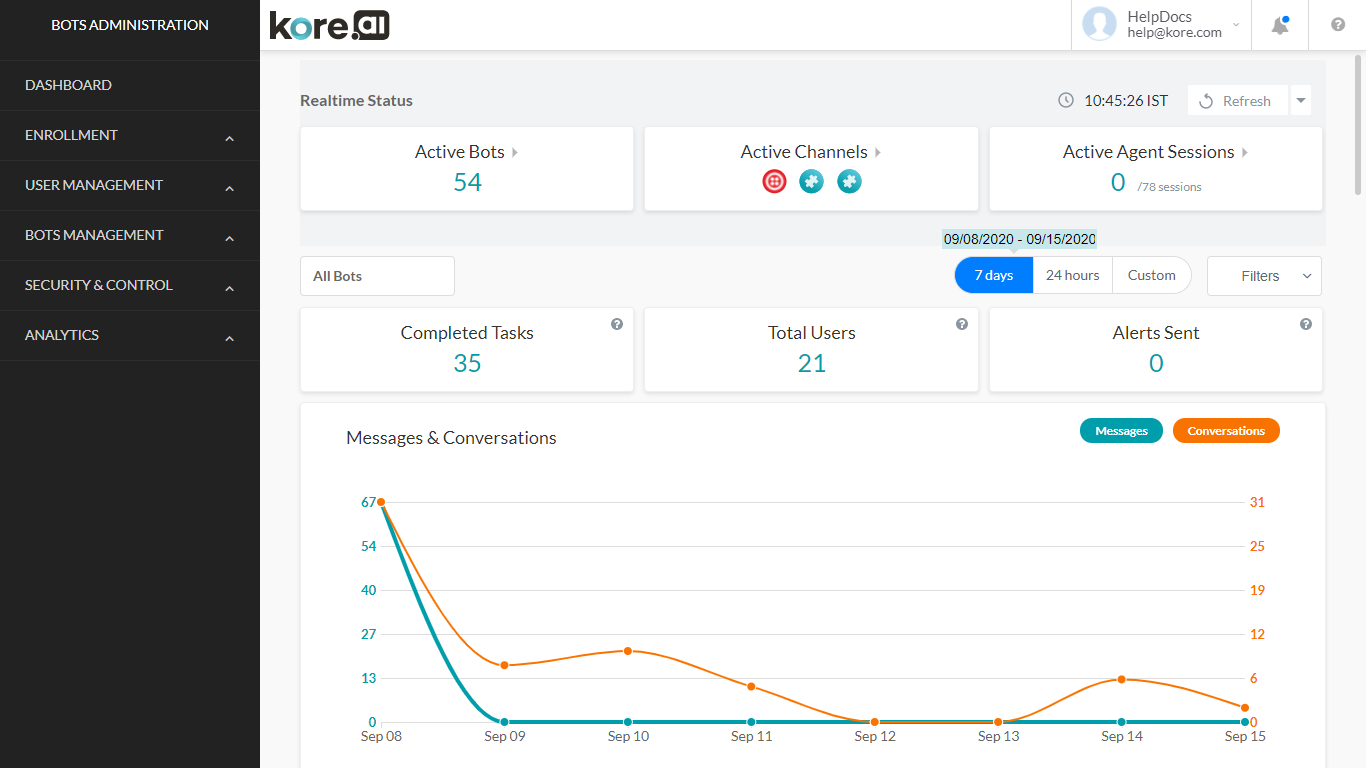 BOTS ADMINISTRATION
kore.ai
HelpDocs
help@kore.com
DASHBOARD
ENROLLMENT
USER MANAGEMENT
BOTS MANAGEMENT
SECURITY & CONTROL
ANALYTICS
Realtime Status
10:45:26 IST
Refresh
Active Bots
54
Active Channels
Active Agent Sessions
0 /78 sessions
09/08/2020 - 09/15/2020
All Bots
7 days
24 hours
Custom
Filters
Completed Tasks
35
Total Users
21
Alerts Sent
0
Messages & Conversations
Messages
Conversations
67 31
54 25
40 19
27 12
13 6
0 0
Sep 08 Sep 09 Sep 10 Sep 11 Sep 12 Sep 13 Sep 14 Sep 15